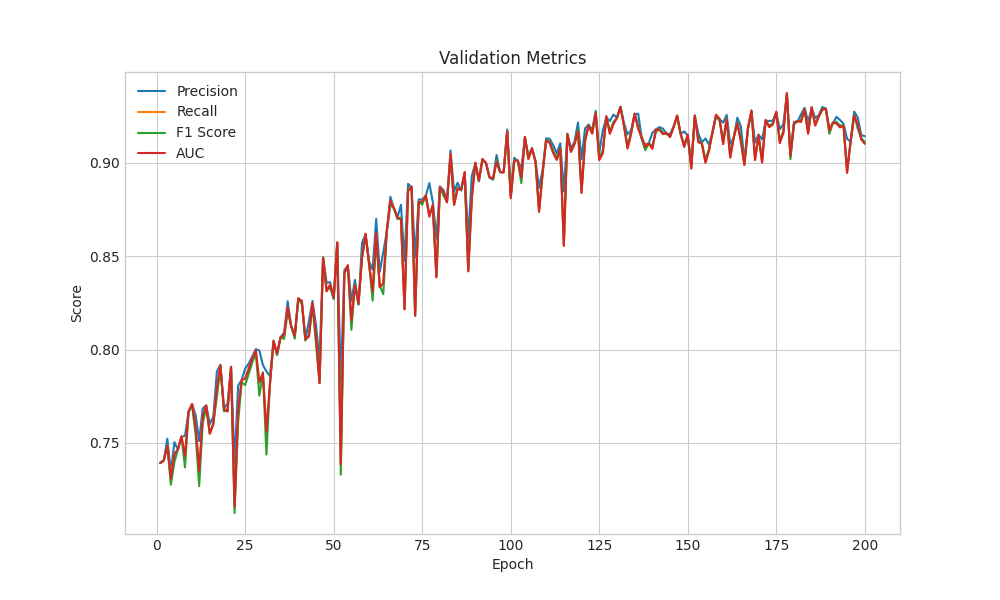 Validation Metrics
Precision
Recall
F1 Score
AUC
0.90
0.85
0.80
0.75
Score
0 25 50 75 100 125 150 175 200
Epoch